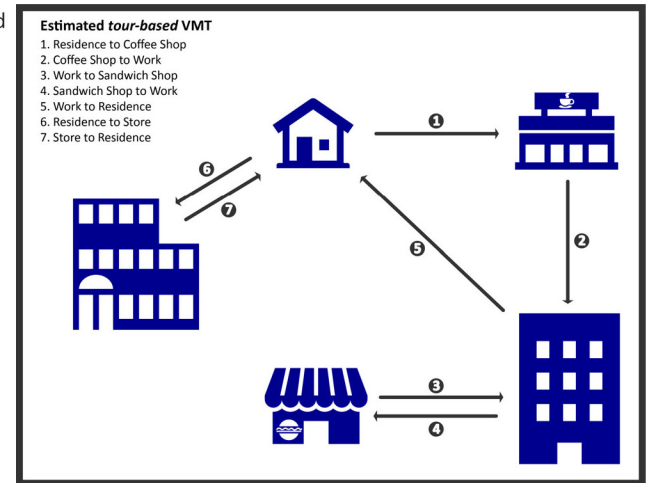 d
Estimated tour-based VMT
1. Residence to Coffee Shop
2. Coffee Shop to Work
3. Work to Sandwich Shop
4. Sandwich Shop to Work
5. Work to Residence
6. Residence to Store
7. Store to Residence
1
6
7
5
2
3
4